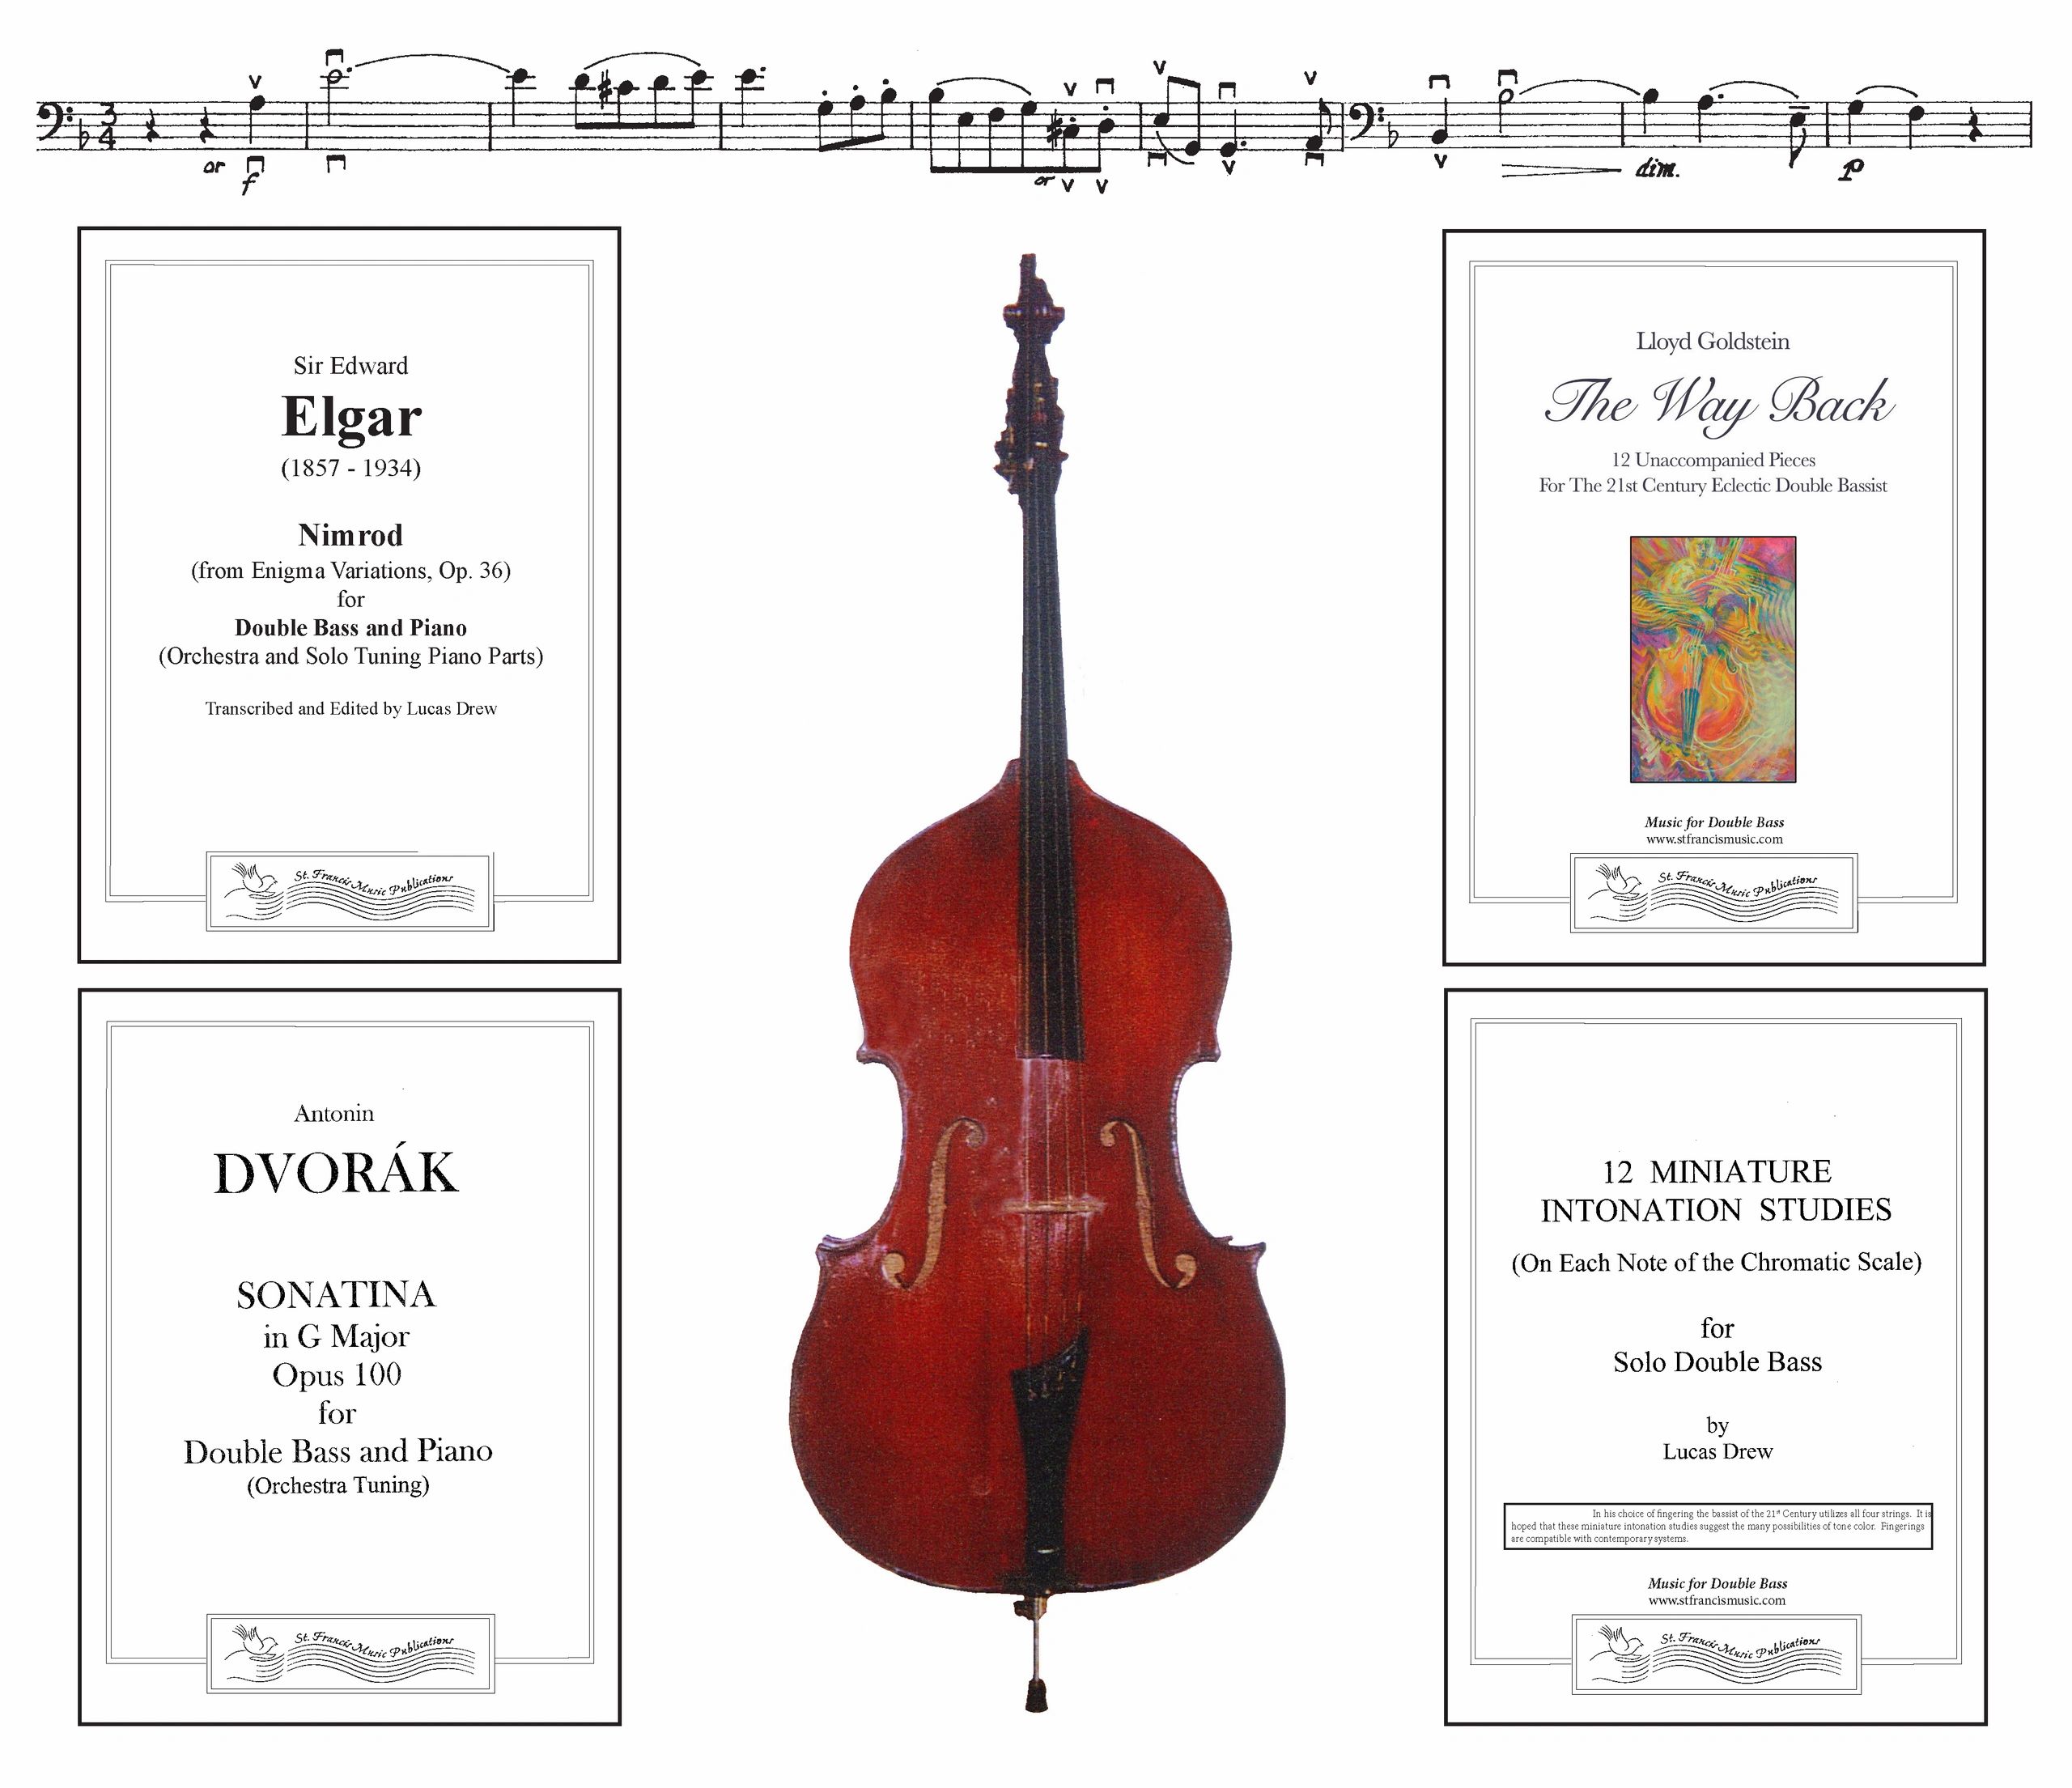 or f
or
dim.
p
Sir Edward
Elgar
(1857 - 1934)
Nimrod
(from Enigma Variations, Op. 36)
for
Double Bass and Piano
(Orchestra and Solo Tuning Piano Parts)
Transcribed and Edited by Lucas Drew
St. Francis Music Publications
Lloyd Goldstein
The Way Back
12 Unaccompanied Pieces
For The 21st Century Eclectic Double Bassist
Music for Double Bass
www.stfrancismusic.com
St. Francis Music Publications
Antonin
DVORÁK
SONATINA
in G Major
Opus 100
for
Double Bass and Piano
(Orchestra Tuning)
St. Francis Music Publications
12 MINIATURE
INTONATION STUDIES
(On Each Note of the Chromatic Scale)
for
Solo Double Bass
by
Lucas Drew
In his choice of fingering the bassist of the 21st Century utilizes all four strings. It is
hoped that these miniature intonation studies suggest the many possibilities of tone color. Fingerings
are compatible with contemporary systems.
Music for Double Bass
www.stfrancismusic.com
St. Francis Music Publications